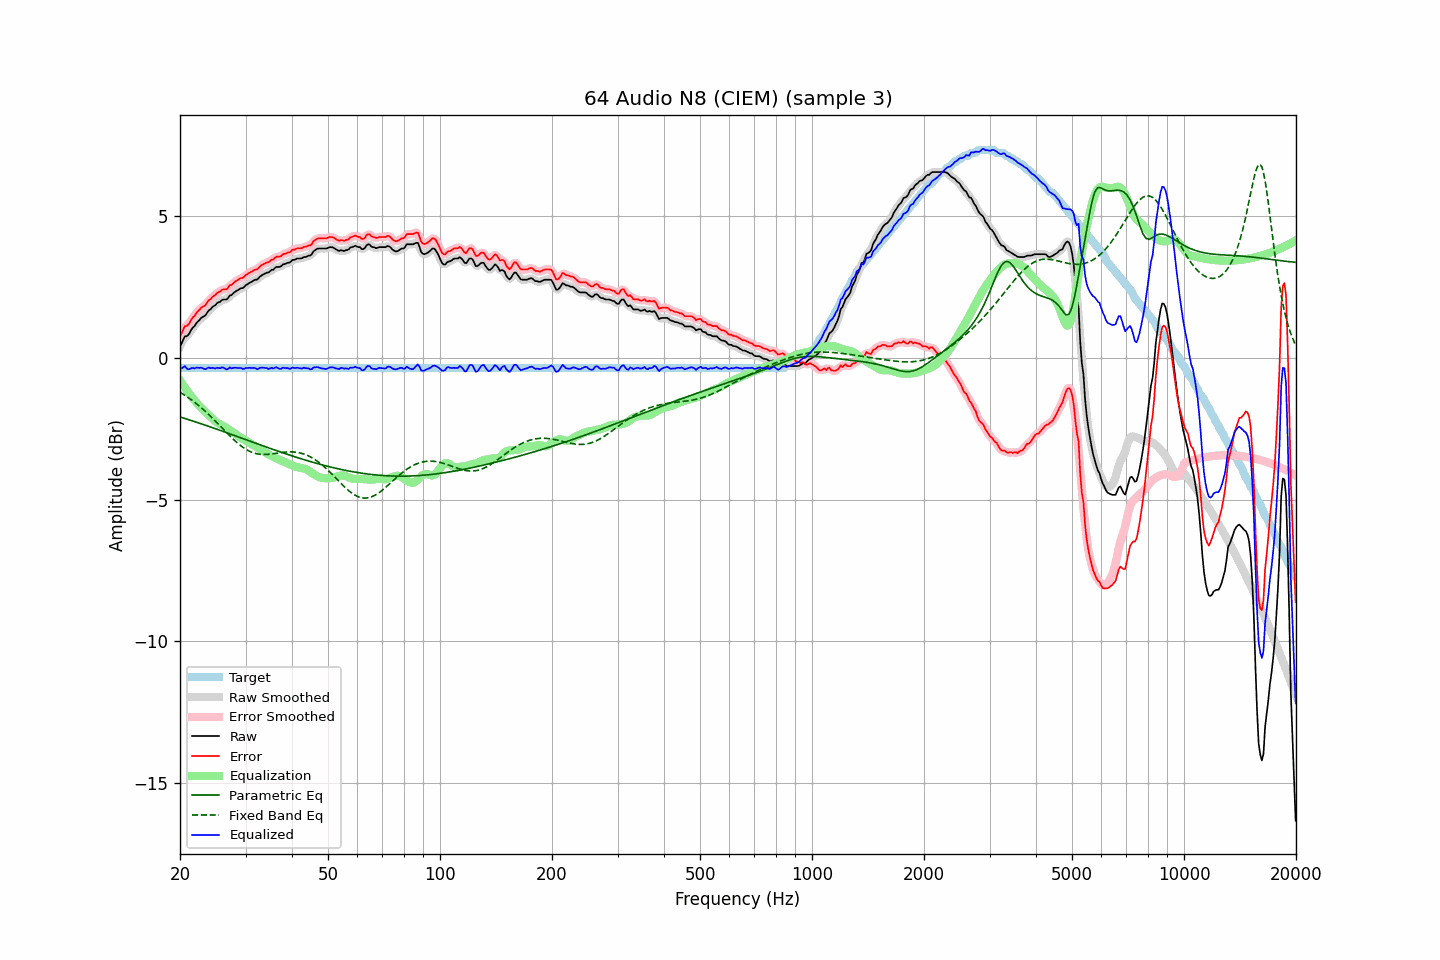 64 Audio N8 (CIEM) (sample 3)
Amplitude (dBr)
5
0
−5
−10
−15
Target
Raw Smoothed
Error Smoothed
Raw
Error
Equalization
Parametric Eq
Fixed Band Eq
Equalized
20 50 100 200 500 1000 2000 5000 10000 20000
Frequency (Hz)